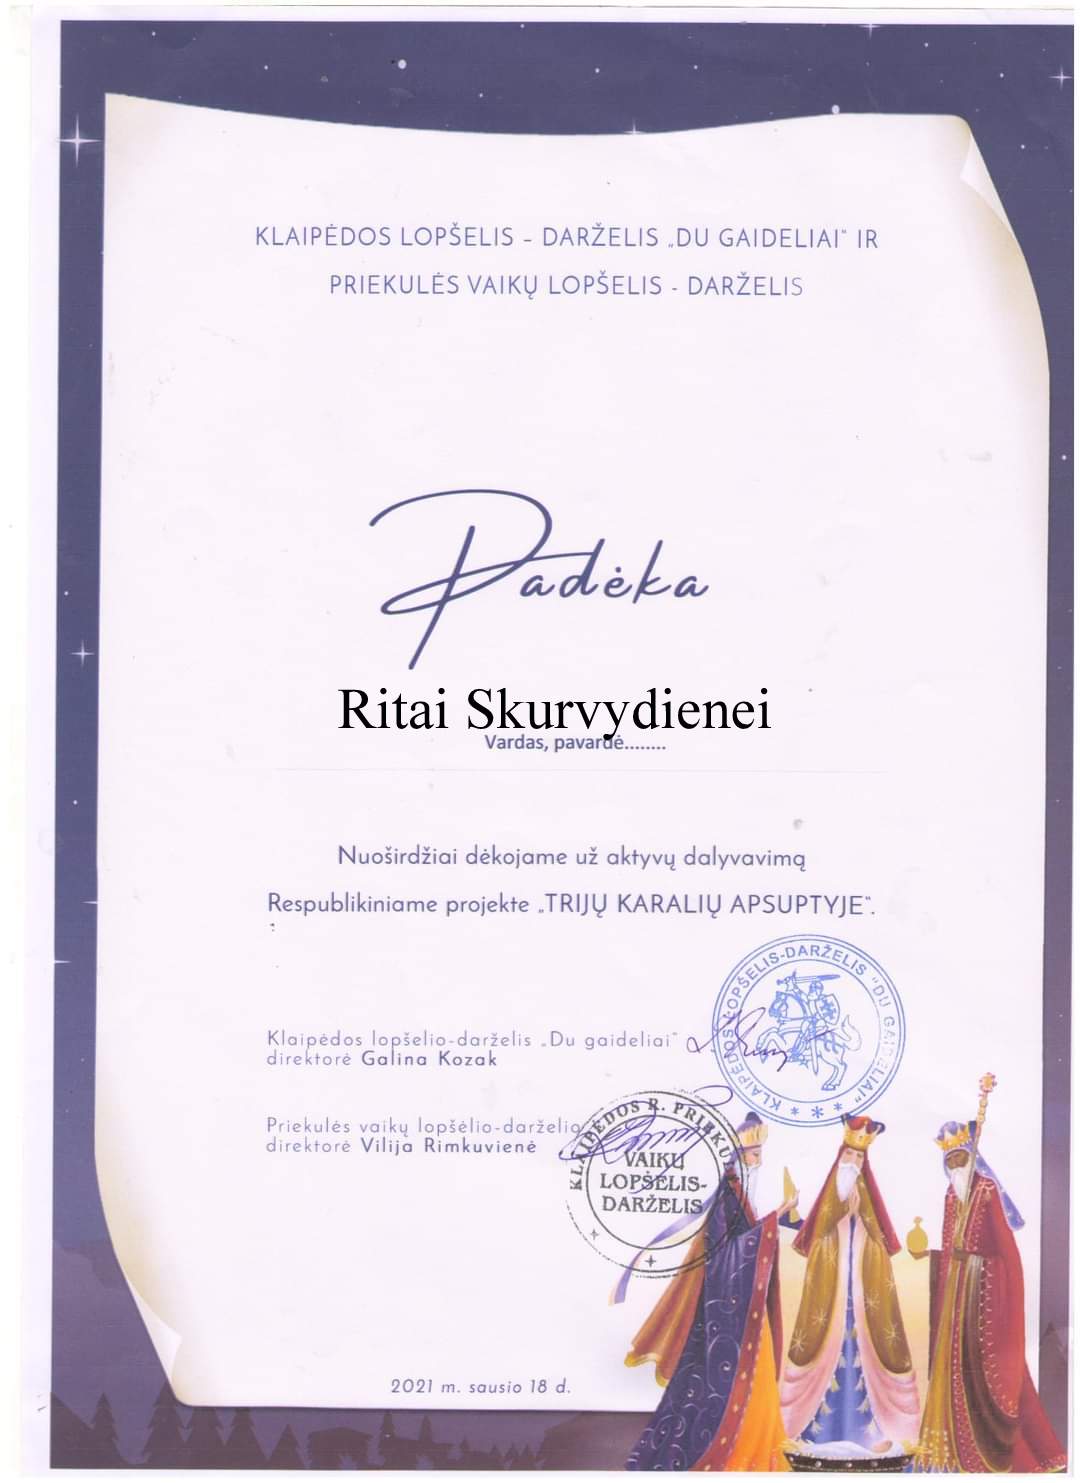 KLAIPĖDOS LOPŠELIS – DARŽELIS „DU GAIDELIAI“ IR
PRIEKULĖS VAIKŲ LOPŠELIS - DARŽELIS
Padėka
Ritai Skurvydienei
Vardas, pavardė........
Nuoširdžiai dėkojame už aktyvų dalyvavimą
Respublikiniame projekte „TRIJŲ KARALIŲ APSUPTYJE“.
KLAIPĖDOS LOPŠELIS-DARŽELIS "DU GAIDELIAI"
Klaipėdos lopšelio-darželis „Du gaideliai“
direktorė Galina Kozak
Priekulės vaikų lopšėlio-darželio
direktorė Vilija Rimkuvienė
KLAIPĖDOS R.
VAIKŲ
LOPŠELIS-
DARŽELIS
2021 m. sausio 18 d.